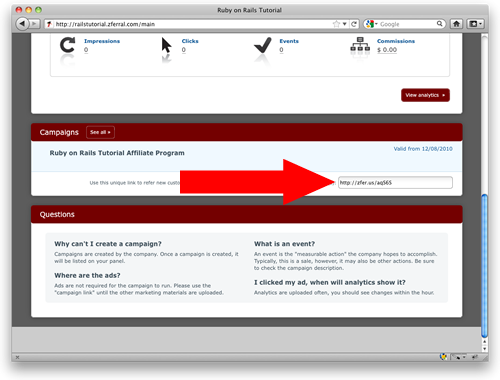 Ruby on Rails Tutorial
http://railstutorial.zferral.com/main
Google
Impressions
0
Clicks
0
Events
0
Commissions
$ 0.00
View analytics »
Campaigns
See all »
Ruby on Rails Tutorial Affiliate Program
Valid from 12/08/2010
Use this unique link to refer new
http://zfer.us/aq565
Questions
Why can't I create a campaign?
Campaigns are created by the company. Once a campaign is created, it
will be listed on your panel.
Where are the ads?
Ads are not required for the campaign to run. Please use the
"campaign link" until the other marketing materials are uploaded.
What is an event?
An event is the "measurable action" the company hopes to accomplish.
Typically, this is a sale, however, it may also be other actions. Be sure
to check the campaign description.
I clicked my ad, when will analytics show it?
Analytics are uploaded often, you should see changes within the hour.